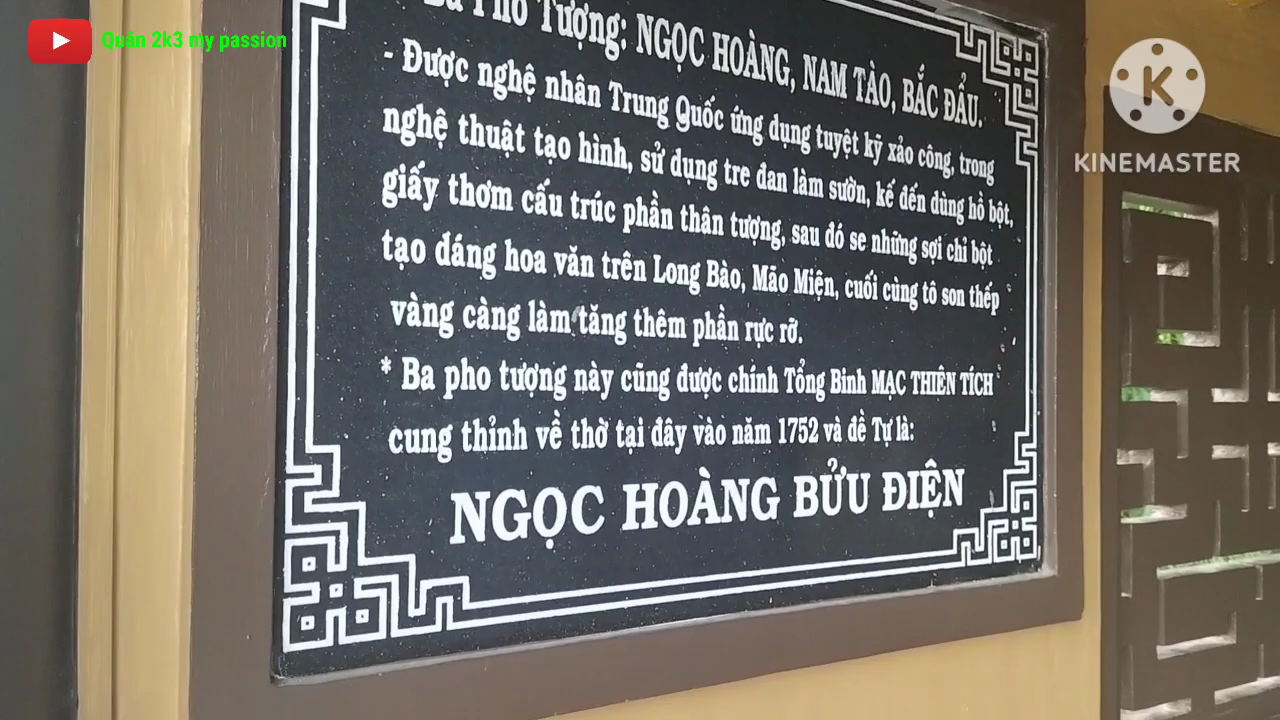 Quân 2k3 my passion
KINEMASTER
Ba Pho Tượng: NGỌC HOÀNG, NAM TÀO, BẮC ĐẨU.
- Được nghệ nhân Trung Quốc ứng dụng tuyệt kỹ xảo công, trong
nghệ thuật tạo hình, sử dụng tre đan làm sườn, kế đến dùng hồ bột,
giấy thơm cấu trúc phần thân tượng, sau đó se những sợi chỉ bột
tạo dáng hoa văn trên Long Bào, Mão Miện, cuối cùng tô son thếp
vàng càng làm tăng thêm phần rực rỡ.
* Ba pho tượng này cũng được chính Tổng Binh MẠC THIÊN TÍCH
cung thỉnh về thờ tại đây vào năm 1752 và đề Tự là:
NGỌC HOÀNG BỬU ĐIỆN